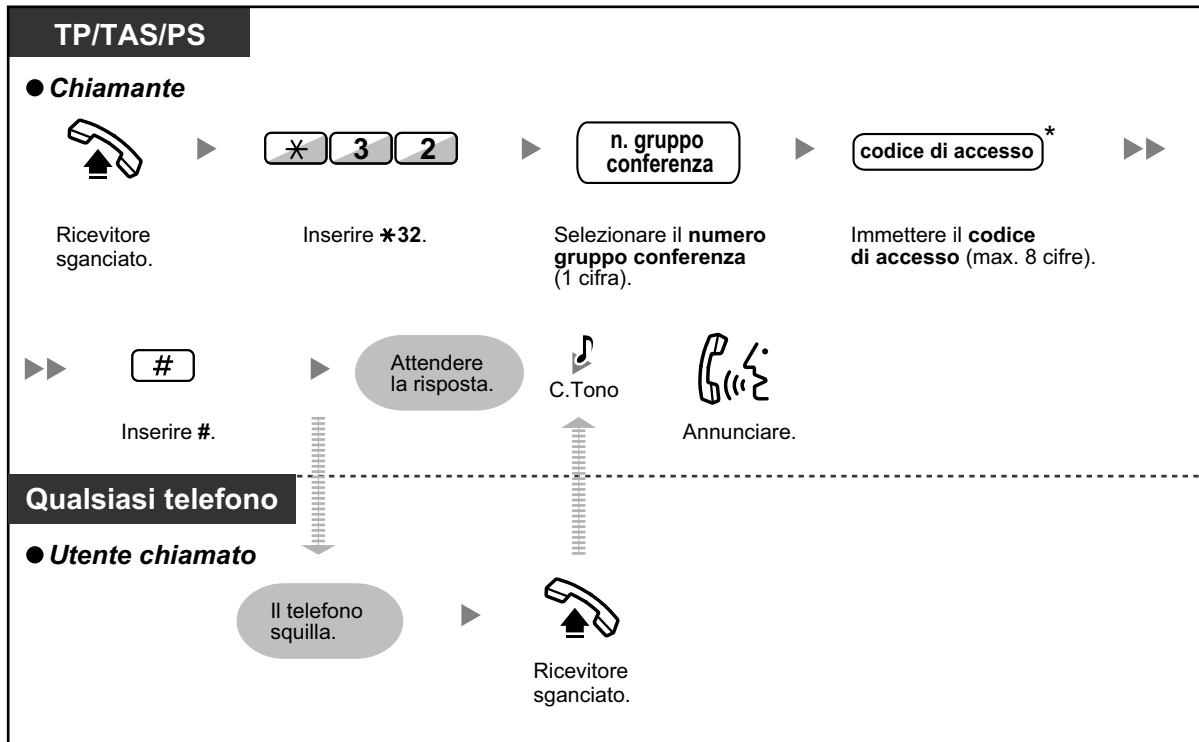 TP/TAS/PS
● Chiamante
✳ 3 2
n. gruppo
conferenza
codice di accesso *
Ricevitore
sganciato.
Inserire ✳32.
Selezionare il numero
gruppo conferenza
(1 cifra).
Immettere il codice
di accesso (max. 8 cifre).
#
Attendere
la risposta.
C.Tono
Inserire #.
Annunciare.
Qualsiasi telefono
● Utente chiamato
Il telefono
squilla.
Ricevitore
sganciato.